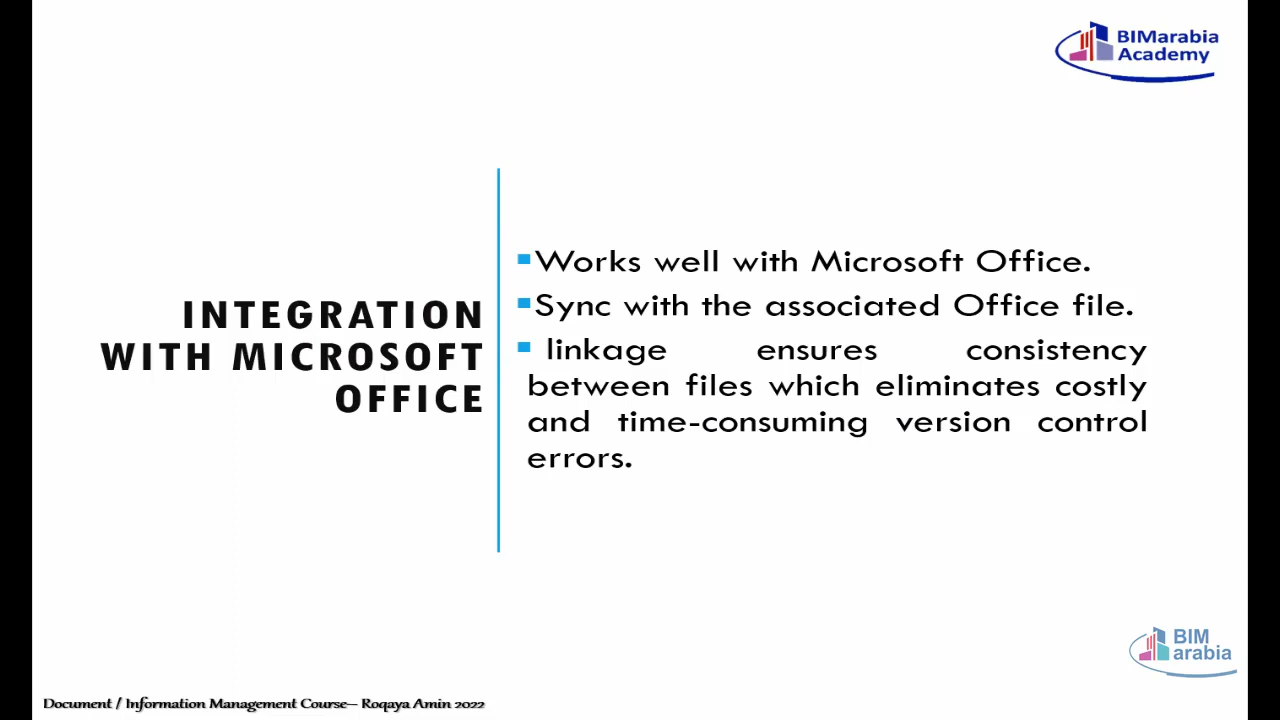 BIMarabia
Academy
INTEGRATION
WITH MICROSOFT
OFFICE
Works well with Microsoft Office.
Sync with the associated Office file.
linkage ensures consistency
between files which eliminates costly
and time-consuming version control
errors.
BIM
arabia
Document / Information Management Course– Roqaya Amin 2022